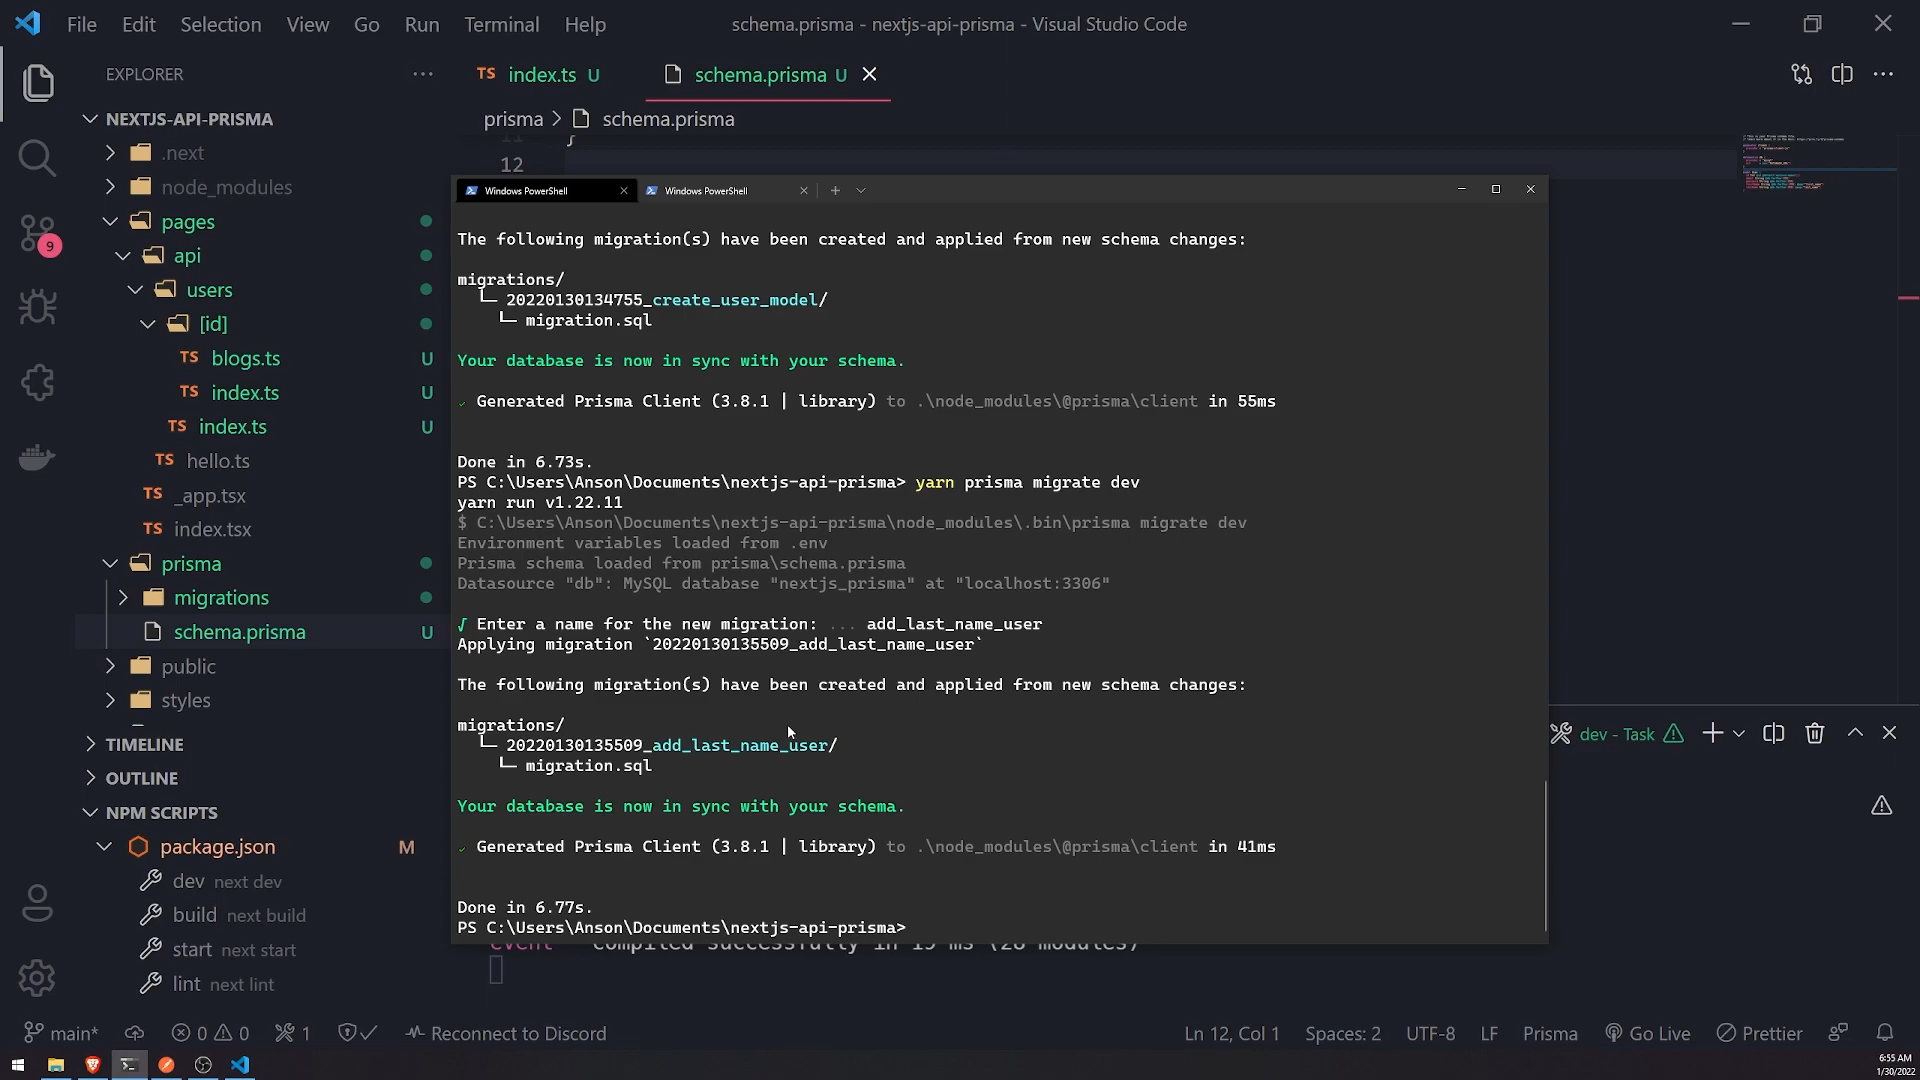 File Edit Selection View Go Run Terminal Help
schema.prisma - nextjs-api-prisma - Visual Studio Code
EXPLORER
NEXTJS-API-PRISMA
.next
node_modules
pages
api
users
[id]
TS blogs.ts U
TS index.ts U
TS index.ts U
TS hello.ts
TS _app.tsx
TS index.tsx
prisma
migrations
schema.prisma U
public
styles
TIMELINE
OUTLINE
NPM SCRIPTS
package.json M
dev next dev
build next build
start next start
lint next lint
9
TS index.ts U
schema.prisma U
prisma > schema.prisma
11 }
12
Windows PowerShell
Windows PowerShell
The following migration(s) have been created and applied from new schema changes:
migrations/
└─ 20220130134755_create_user_model/
└─ migration.sql
Your database is now in sync with your schema.
✓ Generated Prisma Client (3.8.1 | library) to .\node_modules\@prisma\client in 55ms
Done in 6.73s.
PS C:\Users\Anson\Documents\nextjs-api-prisma> yarn prisma migrate dev
yarn run v1.22.11
$ C:\Users\Anson\Documents\nextjs-api-prisma\node_modules\.bin\prisma migrate dev
Environment variables loaded from .env
Prisma schema loaded from prisma\schema.prisma
Datasource "db": MySQL database "nextjs_prisma" at "localhost:3306"
√ Enter a name for the new migration: ... add_last_name_user
Applying migration `20220130135509_add_last_name_user`
The following migration(s) have been created and applied from new schema changes:
migrations/
└─ 20220130135509_add_last_name_user/
└─ migration.sql
Your database is now in sync with your schema.
✓ Generated Prisma Client (3.8.1 | library) to .\node_modules\@prisma\client in 41ms
Done in 6.77s.
PS C:\Users\Anson\Documents\nextjs-api-prisma>
event - compiled successfully in 19 ms (28 modules)
dev - Task
main* 0 0 1 Reconnect to Discord
Ln 12, Col 1 Spaces: 2 UTF-8 LF Prisma Go Live Prettier
6:55 AM
1/30/2022